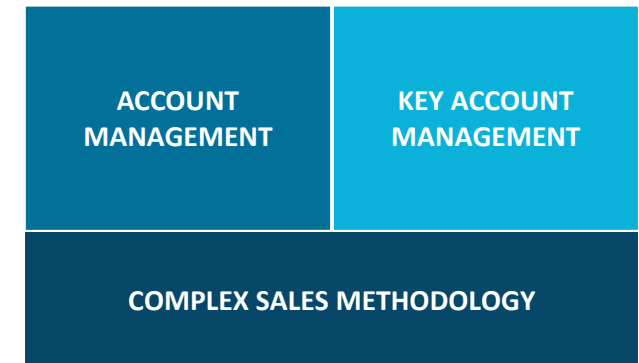 ACCOUNT
MANAGEMENT
KEY ACCOUNT
MANAGEMENT
COMPLEX SALES METHODOLOGY